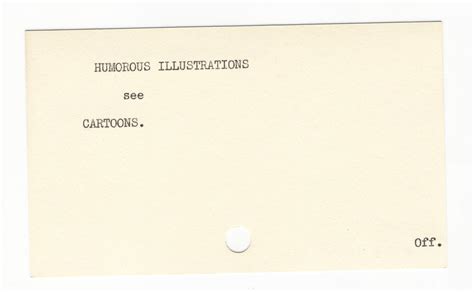 HUMOROUS ILLUSTRATIONS
see
CARTOONS.
Off.